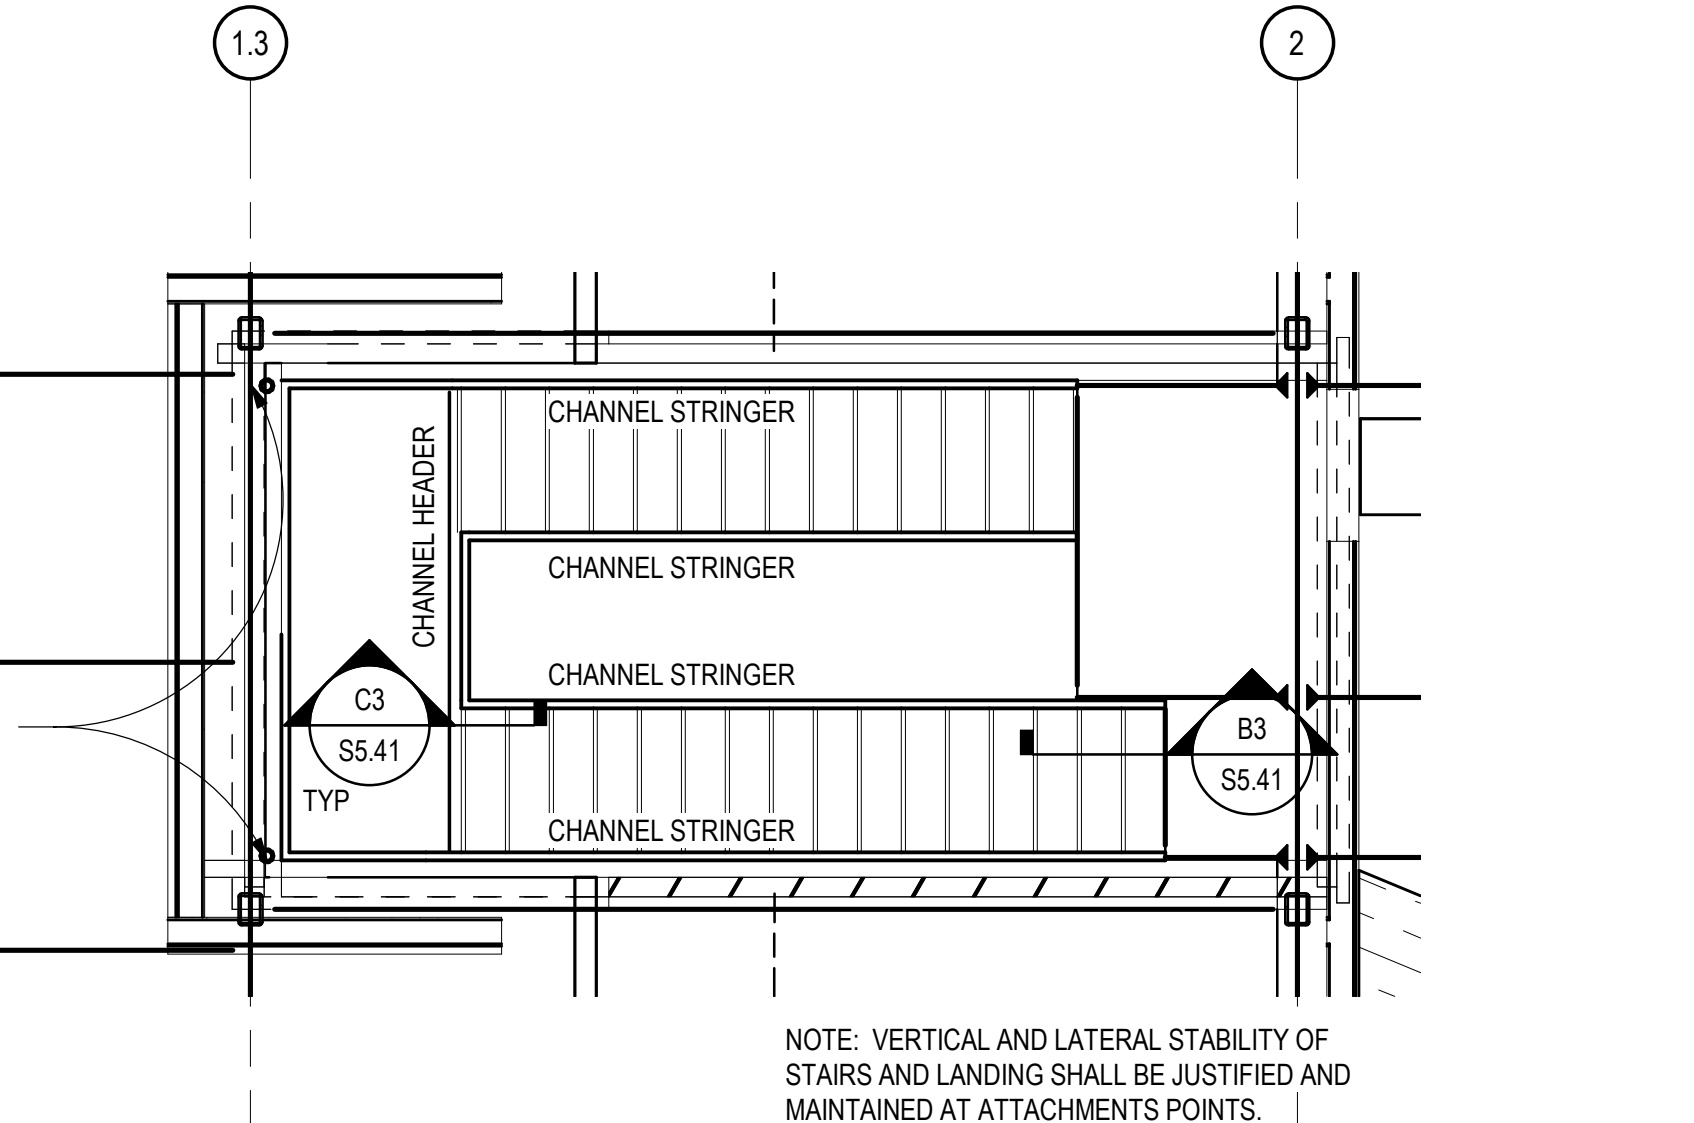 1.3
2
CHANNEL STRINGER
CHANNEL HEADER
CHANNEL STRINGER
CHANNEL STRINGER
C3
S5.41
B3
S5.41
TYP
CHANNEL STRINGER
NOTE: VERTICAL AND LATERAL STABILITY OF
STAIRS AND LANDING SHALL BE JUSTIFIED AND
MAINTAINED AT ATTACHMENTS POINTS.